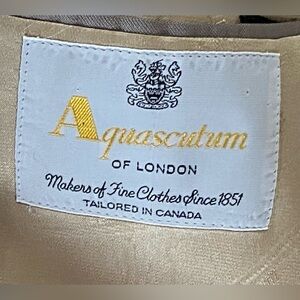 Aquascutum
OF LONDON
Makers of Fine Clothes Since 1851
TAILORED IN CANADA